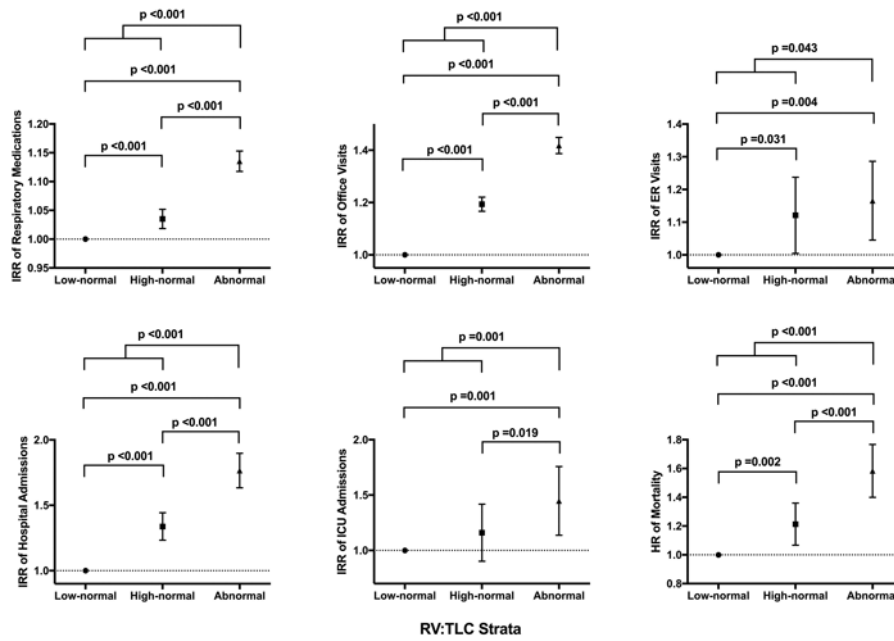 p <0.001
p <0.001
p <0.001
p <0.001
IRR of Respiratory Medications
1.20
1.15
1.10
1.05
1.00
0.95
Low-normal High-normal Abnormal
p <0.001
p <0.001
p <0.001
p <0.001
IRR of Office Visits
1.4
1.2
1.0
Low-normal High-normal Abnormal
p =0.043
p =0.004
p =0.031
IRR of ER Visits
1.4
1.3
1.2
1.1
1.0
Low-normal High-normal Abnormal
p <0.001
p <0.001
p <0.001
p <0.001
IRR of Hospital Admissions
2.0
1.5
1.0
Low-normal High-normal Abnormal
p =0.001
p =0.001
p =0.019
IRR of ICU Admissions
2.0
1.5
1.0
Low-normal High-normal Abnormal
p <0.001
p <0.001
p <0.001
p =0.002
HR of Mortality
1.8
1.6
1.4
1.2
1.0
0.8
Low-normal High-normal Abnormal
RV:TLC Strata